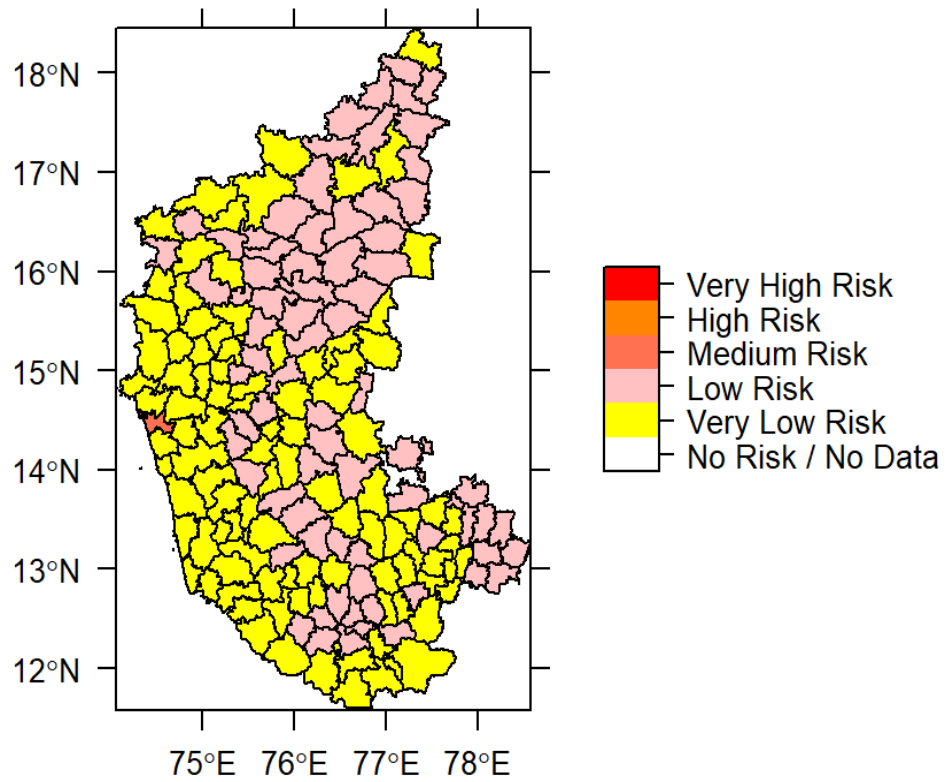 18°N
17°N
16°N
15°N
14°N
13°N
12°N
75°E 76°E 77°E 78°E
Very High Risk
High Risk
Medium Risk
Low Risk
Very Low Risk
No Risk / No Data